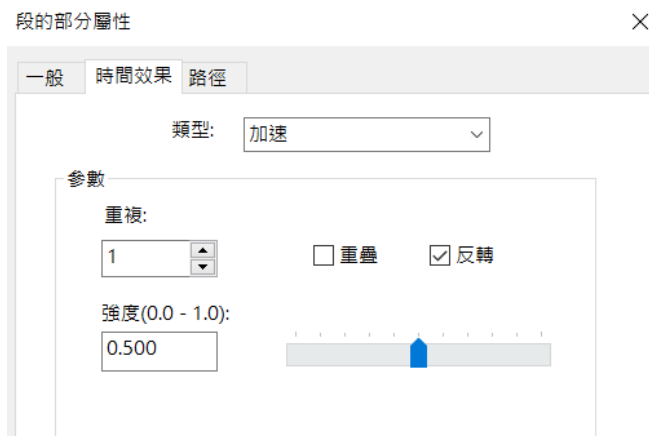 段的部分屬性
一般 時間效果 路徑
類型: 加速
參數
重複:
1 重疊 反轉
強度(0.0 - 1.0):
0.500